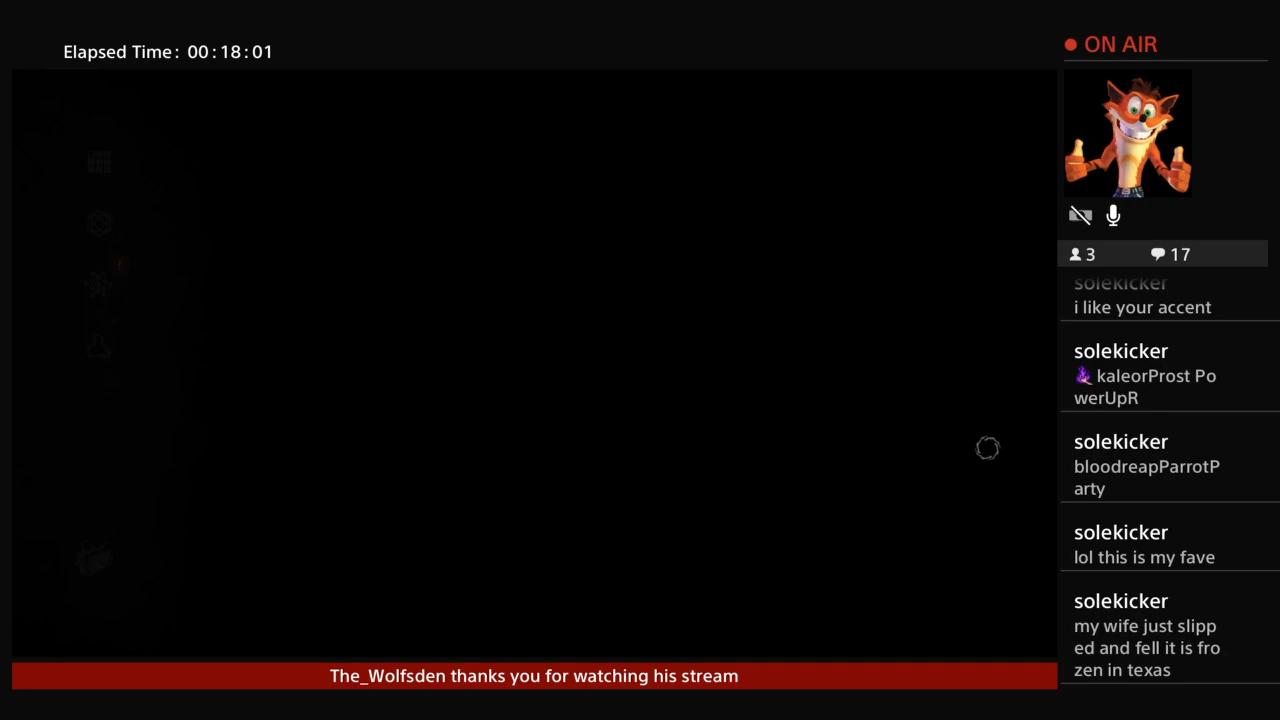 Elapsed Time: 00:18:01
ON AIR
3
17
solekicker
i like your accent
solekicker
kaleorProst Po
werUpR
solekicker
bloodreapParrotP
arty
solekicker
lol this is my fave
solekicker
my wife just slipp
ed and fell it is fro
zen in texas
The_Wolfsden thanks you for watching his stream